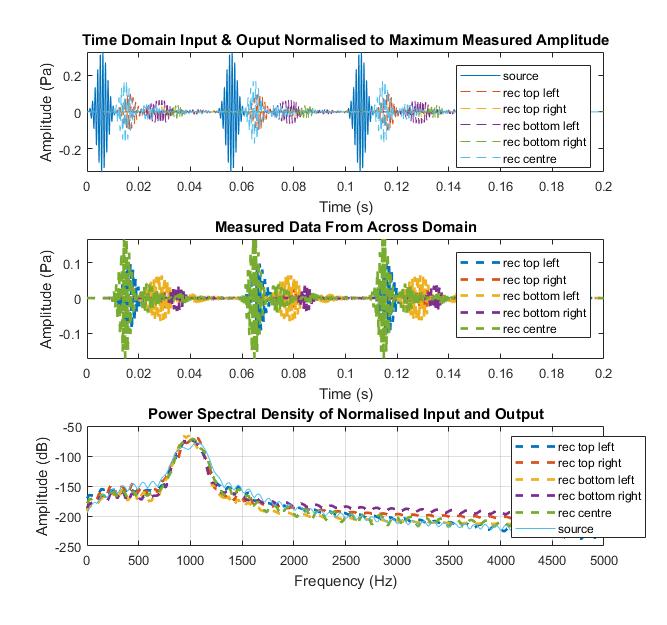 Time Domain Input & Ouput Normalised to Maximum Measured Amplitude
Amplitude (Pa)
0.2
0
-0.2
source
rec top left
rec top right
rec bottom left
rec bottom right
rec centre
0 0.02 0.04 0.06 0.08 0.1 0.12 0.14 0.16 0.18 0.2
Time (s)
Measured Data From Across Domain
Amplitude (Pa)
0.1
0
-0.1
rec top left
rec top right
rec bottom left
rec bottom right
rec centre
0 0.02 0.04 0.06 0.08 0.1 0.12 0.14 0.16 0.18 0.2
Time (s)
Power Spectral Density of Normalised Input and Output
Amplitude (dB)
-50
-100
-150
-200
-250
rec top left
rec top right
rec bottom left
rec bottom right
rec centre
source
0 500 1000 1500 2000 2500 3000 3500 4000 4500 5000
Frequency (Hz)